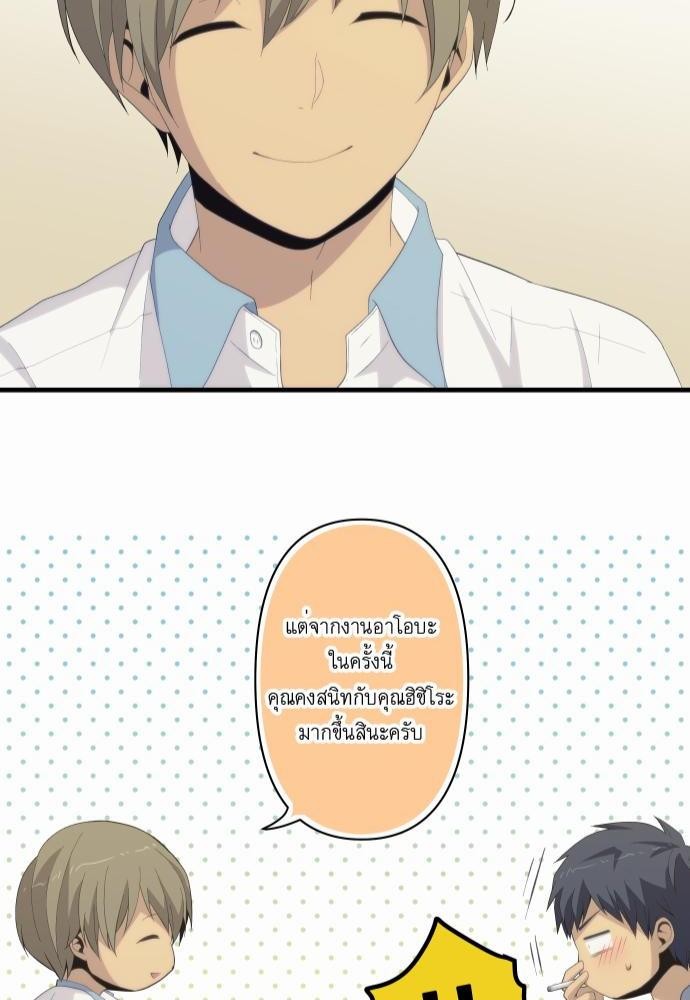 แต่จากงานอาโอบะ
ในครั้งนี้
คุณคงสนิทกับคุณฮิชิโระ
มากขึ้นสินะครับ